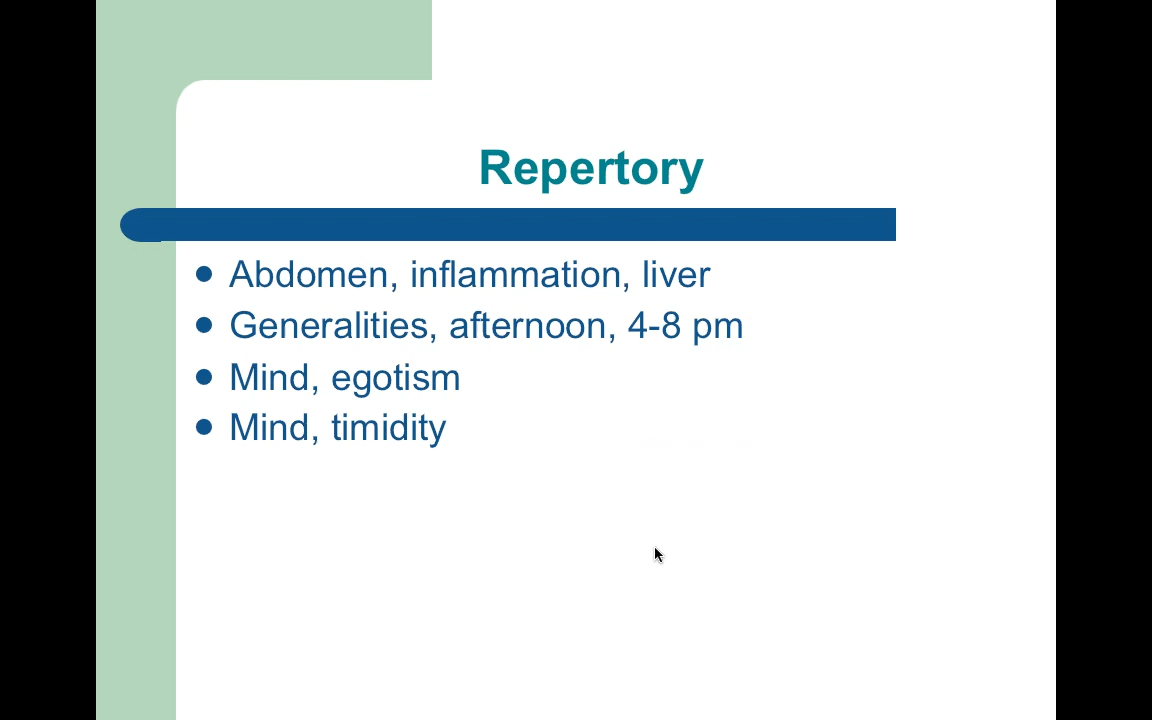 Repertory
Abdomen, inflammation, liver
Generalities, afternoon, 4-8 pm
Mind, egotism
Mind, timidity